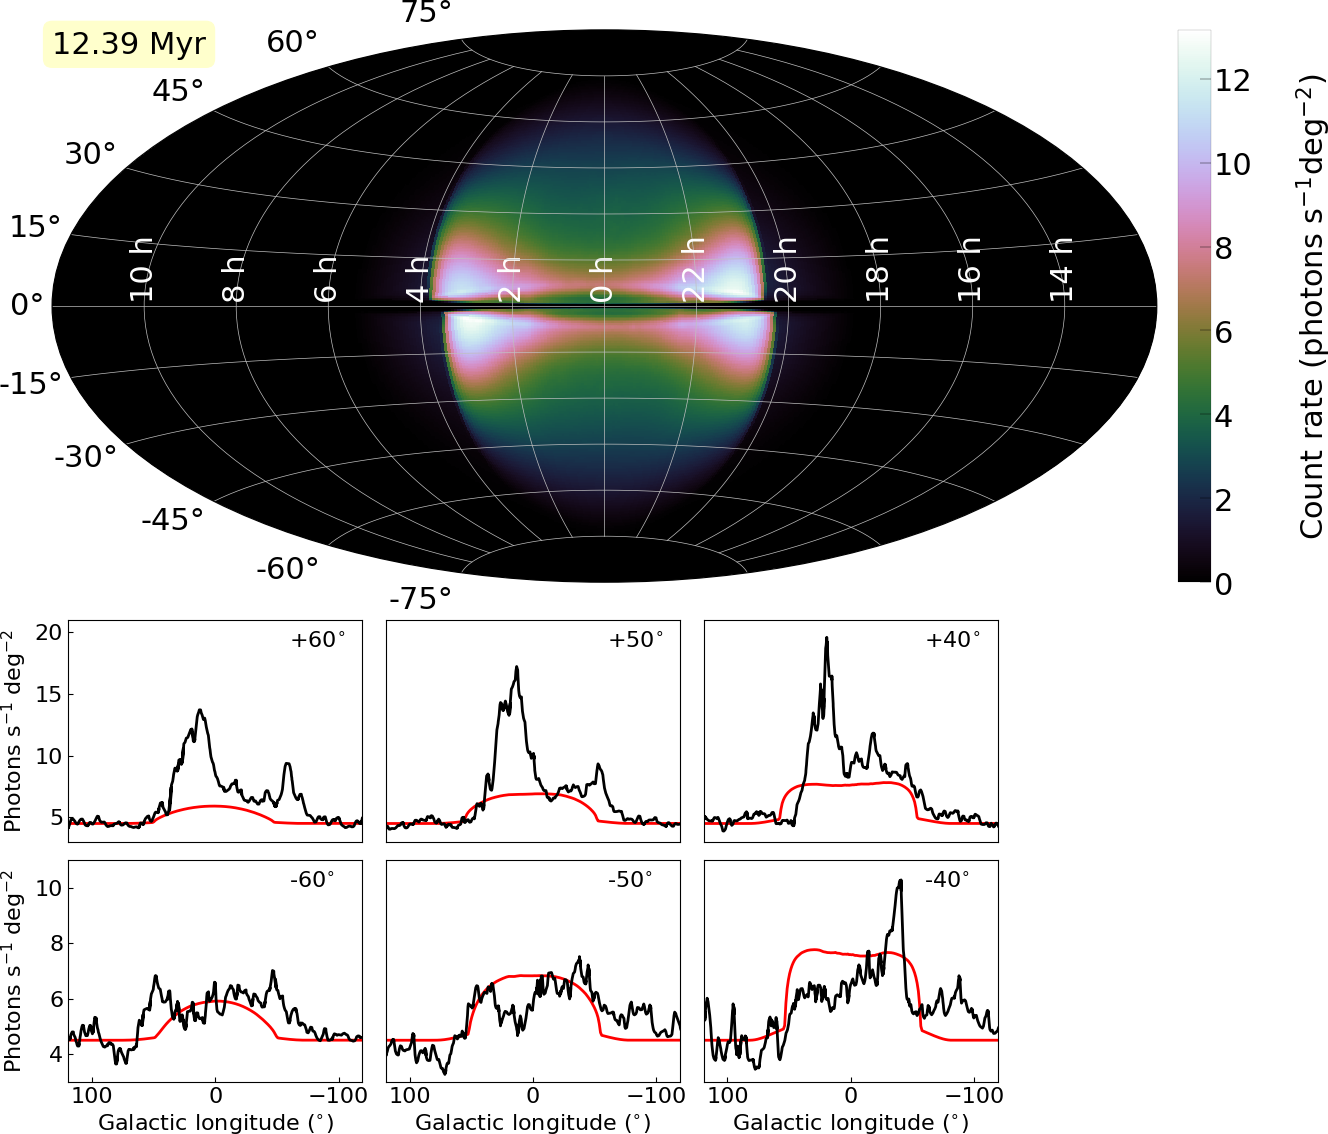 75°
12.39 Myr
60°
45°
30°
15°
0°
-15°
-30°
-45°
-60°
-75°
10 h
8 h
6 h
4 h
2 h
0 h
22 h
20 h
18 h
16 h
14 h
12
10
8
6
4
2
0
Count rate (photons s⁻¹deg⁻²)
Photons s⁻¹ deg⁻²
20
15
10
5
+60°
+50°
+40°
Photons s⁻¹ deg⁻²
10
8
6
4
-60°
-50°
-40°
100 0 −100
100 0 −100
100 0 −100
Galactic longitude (°)
Galactic longitude (°)
Galactic longitude (°)